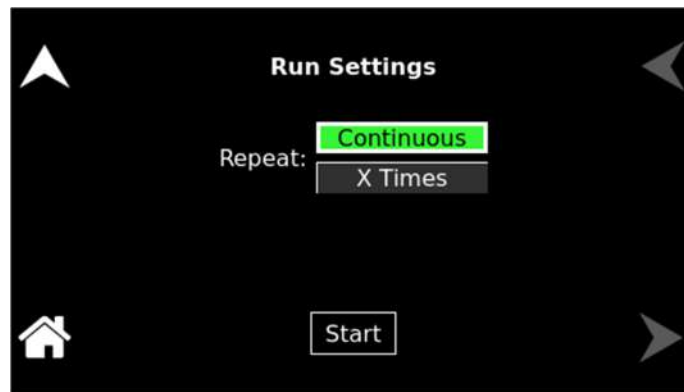 Run Settings
Continuous
Repeat:
X Times
Start